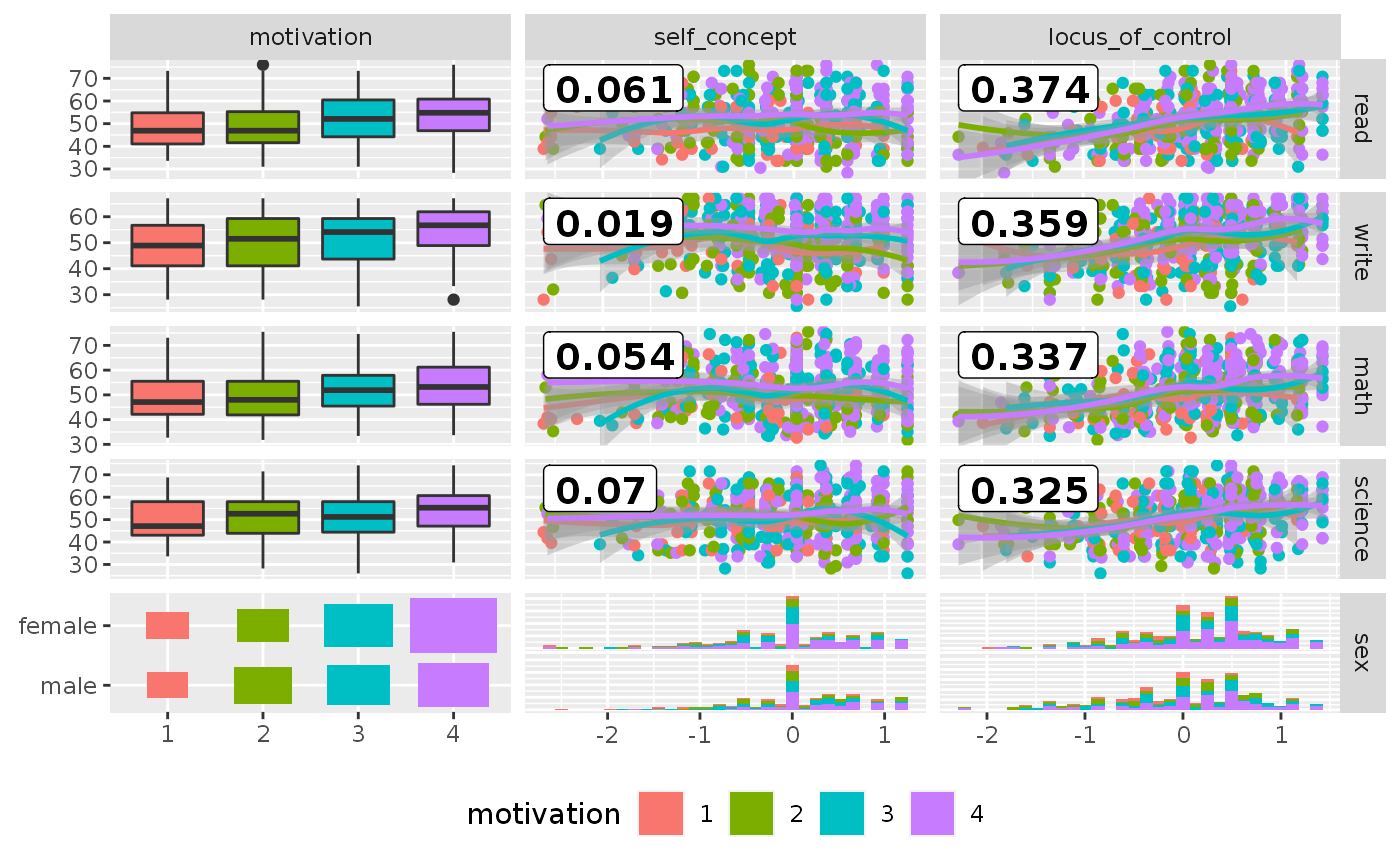 motivation self_concept locus_of_control
70 60 50 40 30 0.061 0.374 read
60 50 40 30 0.019 0.359 write
70 60 50 40 30 0.054 0.337 math
70 60 50 40 30 0.07 0.325 science
female male sex
1 2 3 4 -2 -1 0 1 -2 -1 0 1
motivation 1 2 3 4